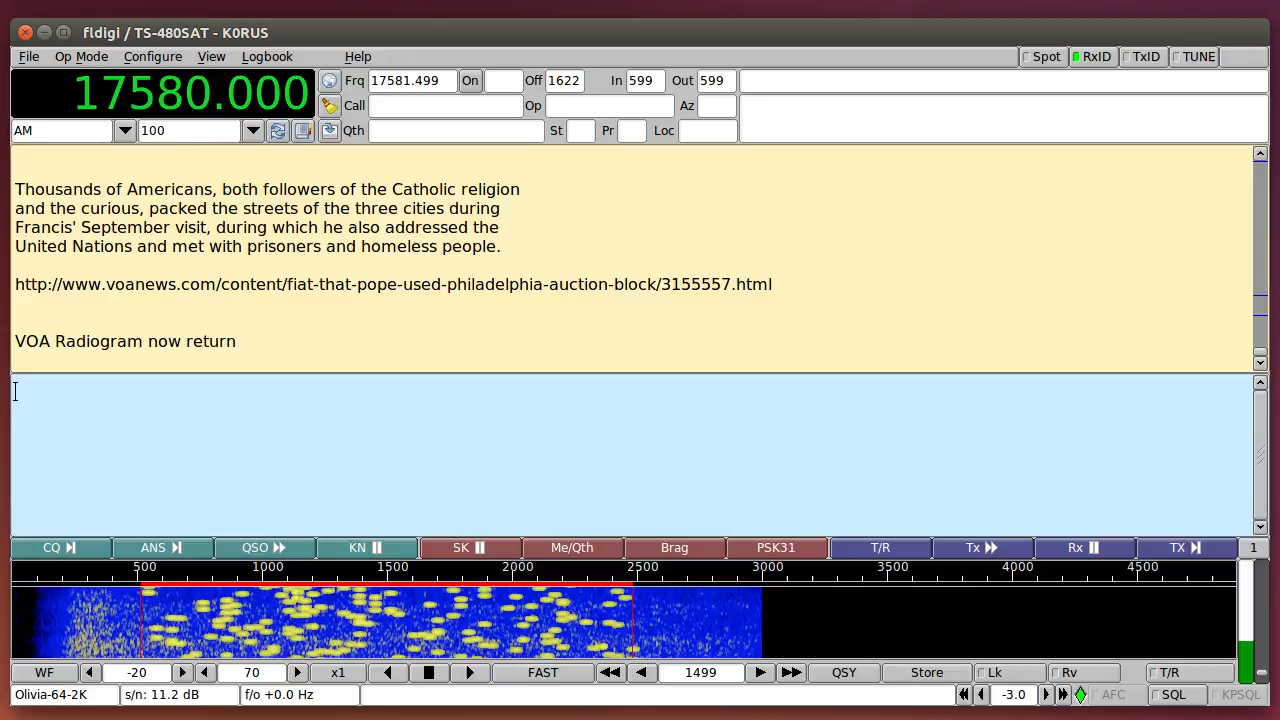 fldigi / TS-480SAT - K0RUS
File Op Mode Configure View Logbook Help Spot RxID TxID TUNE
17580.000 Frq 17581.499 On Off 1622 In 599 Out 599
Call Op Az
AM 100 Qth St Pr Loc
Thousands of Americans, both followers of the Catholic religion
and the curious, packed the streets of the three cities during
Francis' September visit, during which he also addressed the
United Nations and met with prisoners and homeless people.
http://www.voanews.com/content/fiat-that-pope-used-philadelphia-auction-block/3155557.html
VOA Radiogram now return
CQ ANS QSO KN SK Me/Qth Brag PSK31 T/R Tx Rx TX 1
500 1000 1500 2000 2500 3000 3500 4000 4500
WF -20 70 x1 FAST 1499 QSY Store Lk Rv T/R
Olivia-64-2K s/n: 11.2 dB f/o +0.0 Hz -3.0 AFC SQL KPSQL